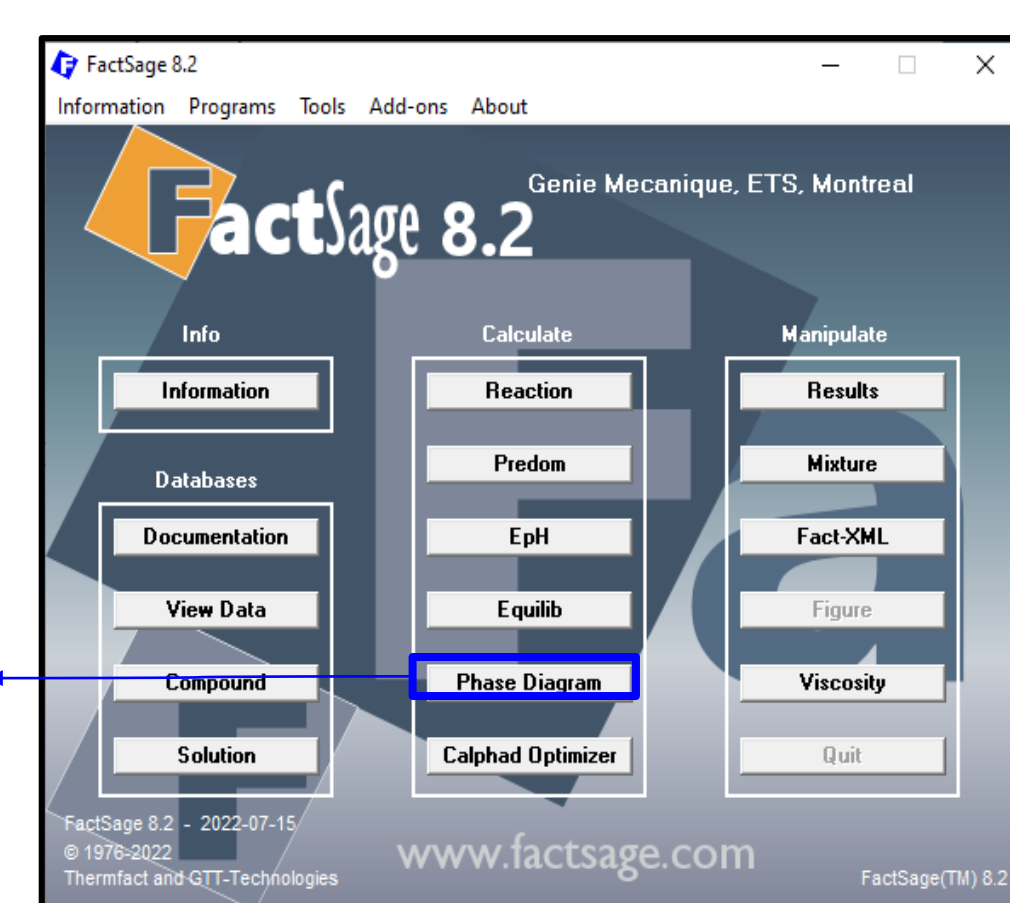 FactSage 8.2
Information Programs Tools Add-ons About
Genie Mecanique, ETS, Montreal
FactSage 8.2
Info
Information
Databases
Documentation
View Data
Compound
Solution
Calculate
Reaction
Predom
EpH
Equilib
Phase Diagram
Calphad Optimizer
Manipulate
Results
Mixture
Fact-XML
Figure
Viscosity
Quit
FactSage 8.2 - 2022-07-15
© 1976-2022
Thermfact and GTT-Technologies
www.factsage.com
FactSage(TM) 8.2